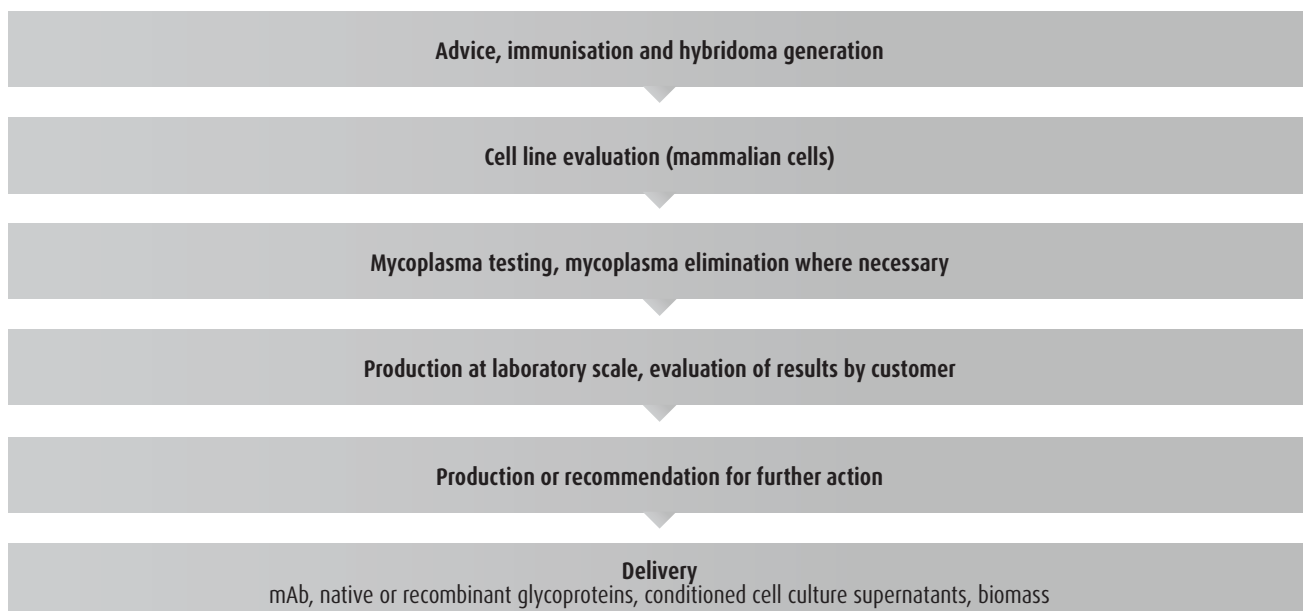 Advice, immunisation and hybridoma generation
Cell line evaluation (mammalian cells)
Mycoplasma testing, mycoplasma elimination where necessary
Production at laboratory scale, evaluation of results by customer
Production or recommendation for further action
Delivery
mAb, native or recombinant glycoproteins, conditioned cell culture supernatants, biomass